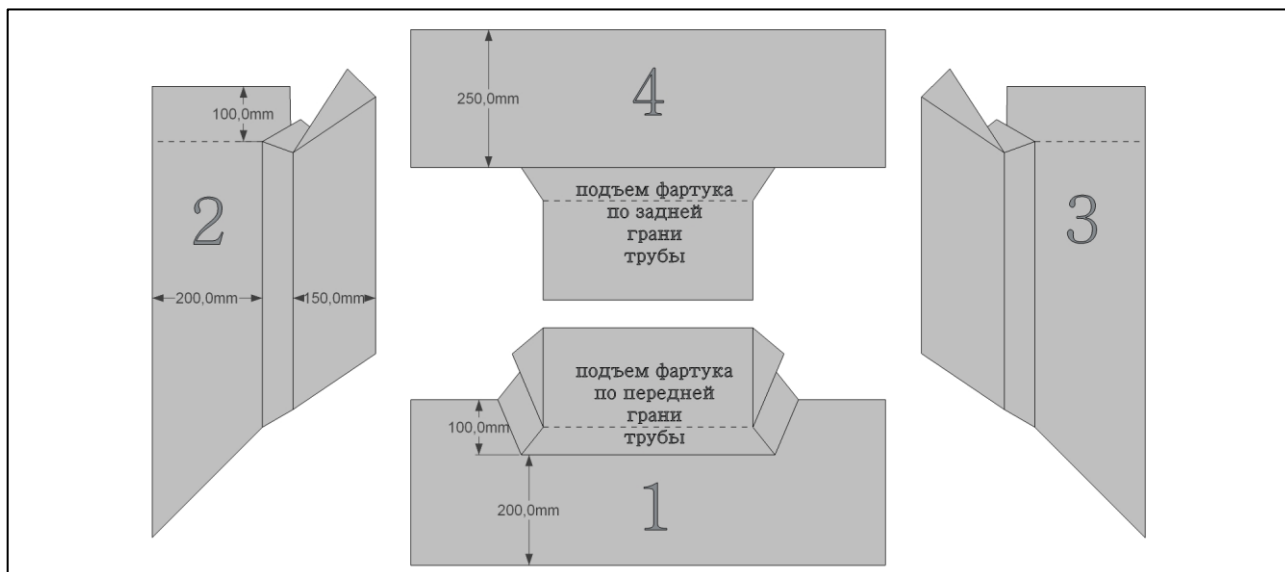 4
250,0mm
100,0mm
2
200,0mm
150,0mm
подъем фартука
по задней
грани
трубы
3
подъем фартука
по передней
грани
трубы
100,0mm
200,0mm
1